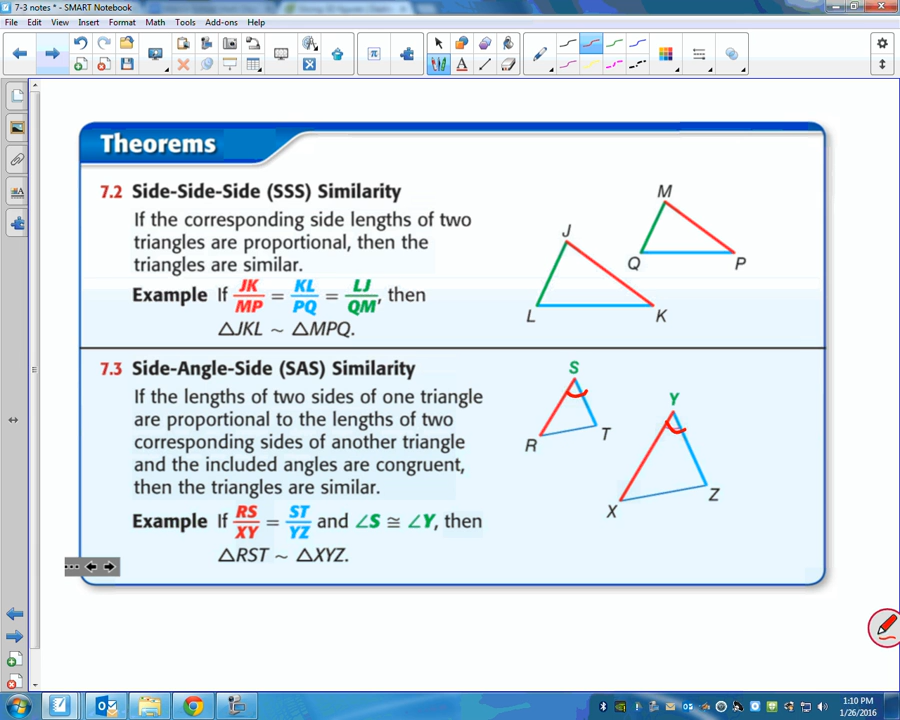 7-3 notes * - SMART Notebook
File Edit View Insert Format Math Tools Add-ons Help
Theorems
7.2 Side-Side-Side (SSS) Similarity
If the corresponding side lengths of two
triangles are proportional, then the
triangles are similar.
Example If JK/MP = KL/PQ = LJ/QM, then
△JKL ~ △MPQ.
M
Q
P
J
L
K
7.3 Side-Angle-Side (SAS) Similarity
If the lengths of two sides of one triangle
are proportional to the lengths of two
corresponding sides of another triangle
and the included angles are congruent,
then the triangles are similar.
Example If RS/XY = ST/YZ and ∠S ≅ ∠Y, then
△RST ~ △XYZ.
S
R
T
Y
X
Z
1:10 PM
1/26/2016